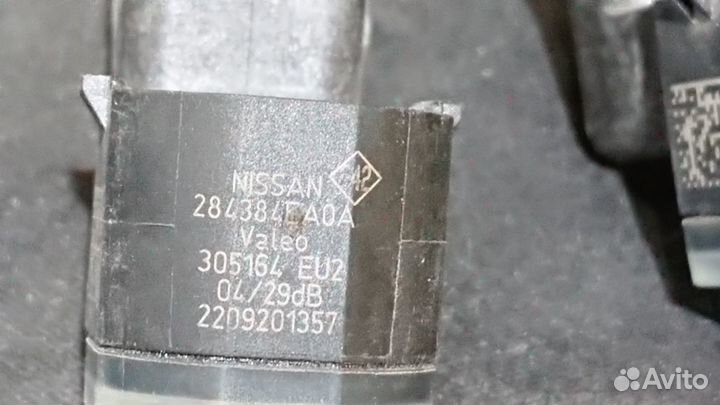 NISSAN
284384EA0A
Valeo
305164 EU2
04/29dB
2209201357
Avito